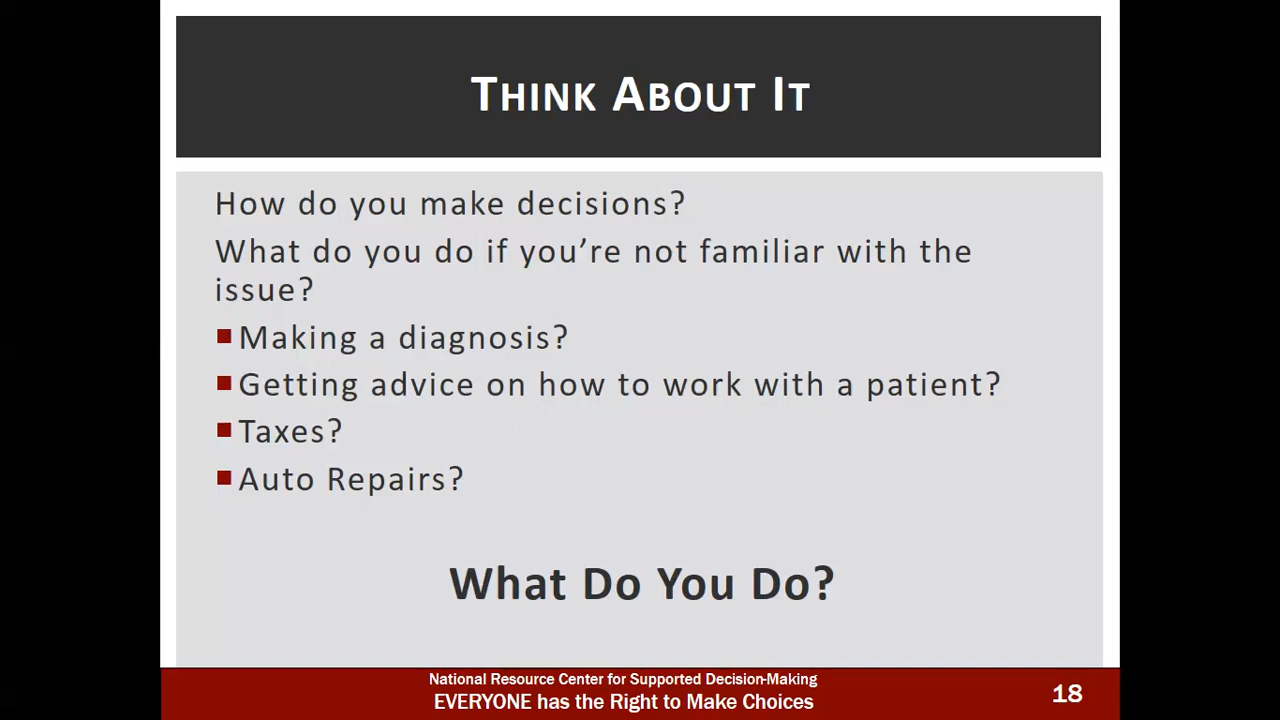 THINK ABOUT IT
How do you make decisions?
What do you do if you’re not familiar with the
issue?
Making a diagnosis?
Getting advice on how to work with a patient?
Taxes?
Auto Repairs?
What Do You Do?
National Resource Center for Supported Decision-Making
EVERYONE has the Right to Make Choices
18